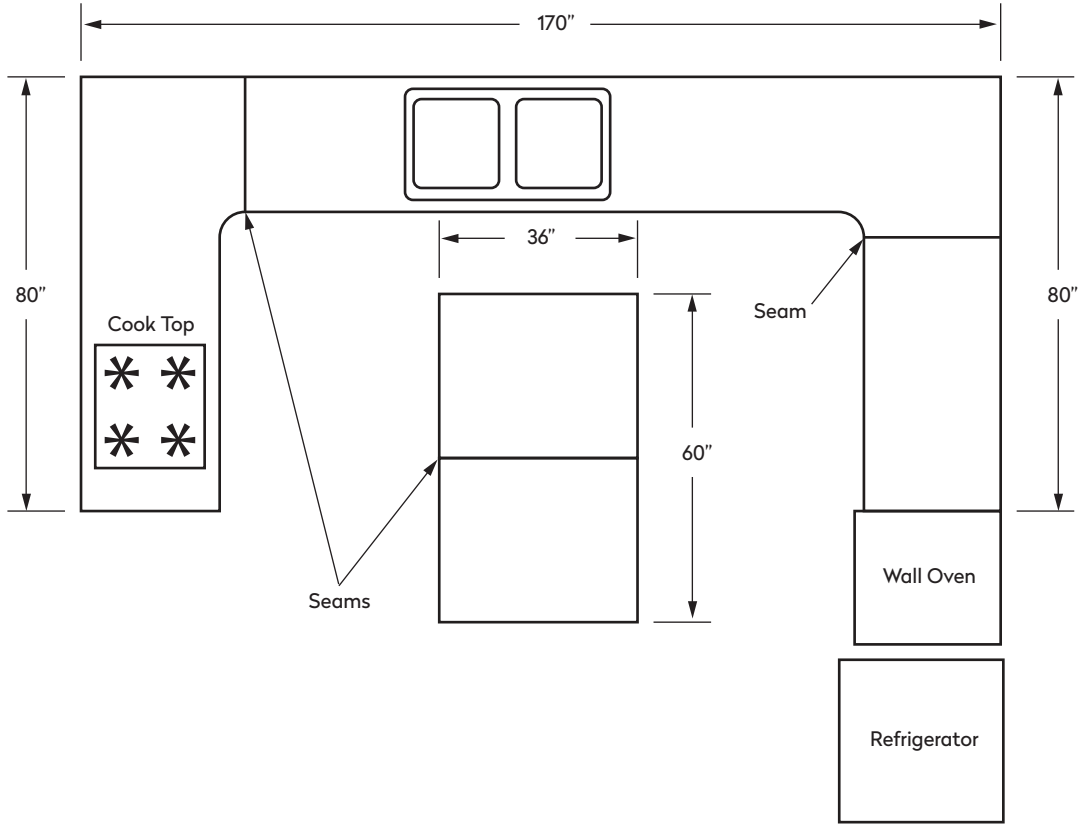 170”
80”
36”
80”
Seam
Cook Top
60”
Wall Oven
Seams
Refrigerator